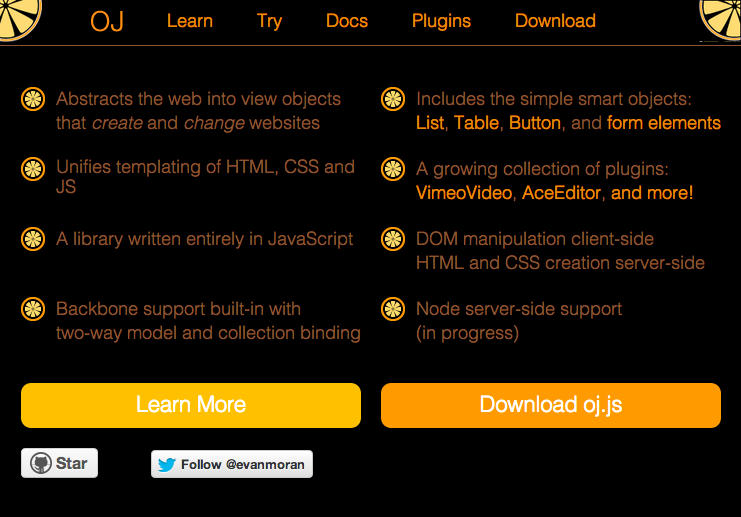 OJ Learn Try Docs Plugins Download
Abstracts the web into view objects
that create and change websites
Includes the simple smart objects:
List, Table, Button, and form elements
Unifies templating of HTML, CSS and
JS
A growing collection of plugins:
VimeoVideo, AceEditor, and more!
A library written entirely in JavaScript
DOM manipulation client-side
HTML and CSS creation server-side
Backbone support built-in with
two-way model and collection binding
Node server-side support
(in progress)
Learn More
Download oj.js
Star
Follow @evanmoran